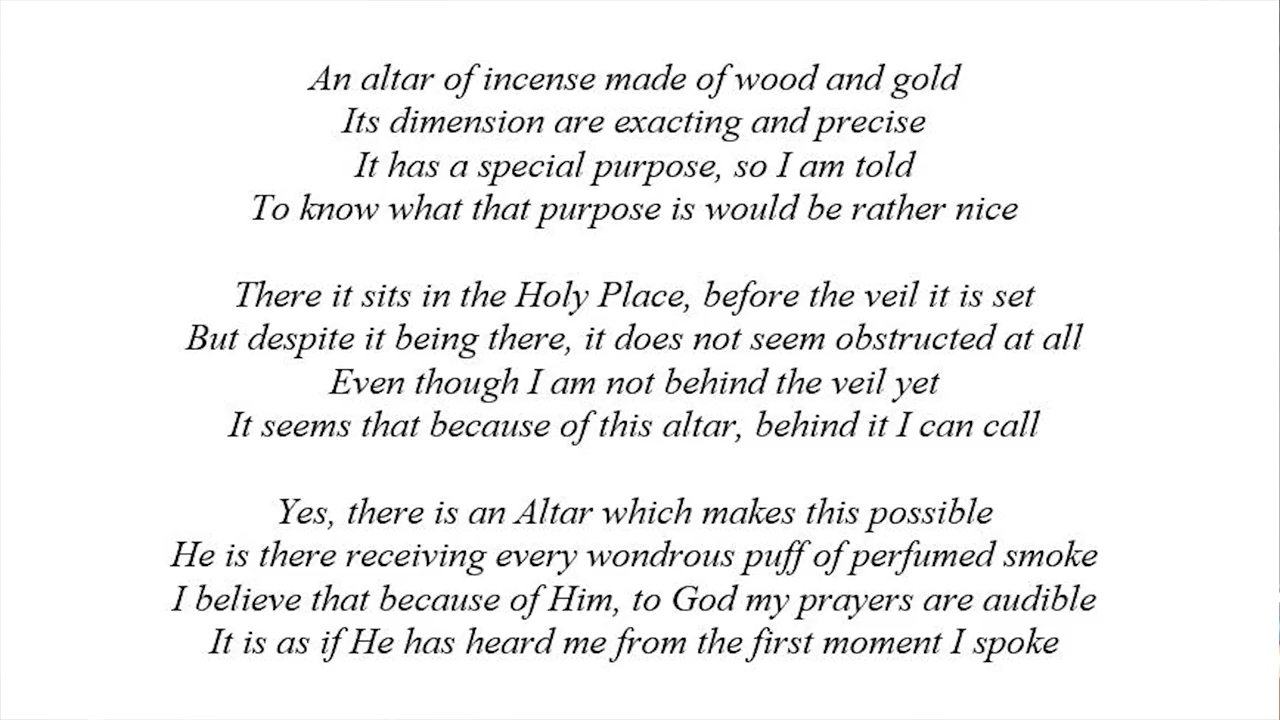 An altar of incense made of wood and gold
Its dimension are exacting and precise
It has a special purpose, so I am told
To know what that purpose is would be rather nice
There it sits in the Holy Place, before the veil it is set
But despite it being there, it does not seem obstructed at all
Even though I am not behind the veil yet
It seems that because of this altar, behind it I can call
Yes, there is an Altar which makes this possible
He is there receiving every wondrous puff of perfumed smoke
I believe that because of Him, to God my prayers are audible
It is as if He has heard me from the first moment I spoke